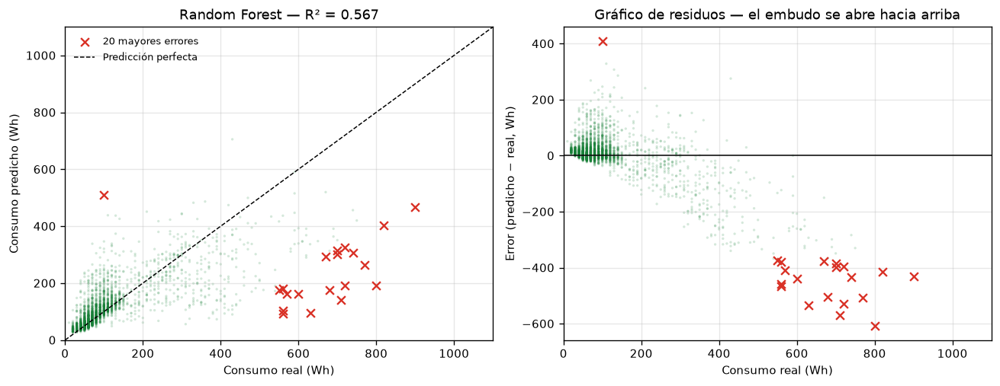 Random Forest — R² = 0.567
20 mayores errores
Predicción perfecta
Consumo predicho (Wh)
1000
800
600
400
200
0
0 200 400 600 800 1000
Consumo real (Wh)
Gráfico de residuos — el embudo se abre hacia arriba
Error (predicho − real, Wh)
400
200
0
−200
−400
−600
0 200 400 600 800 1000
Consumo real (Wh)